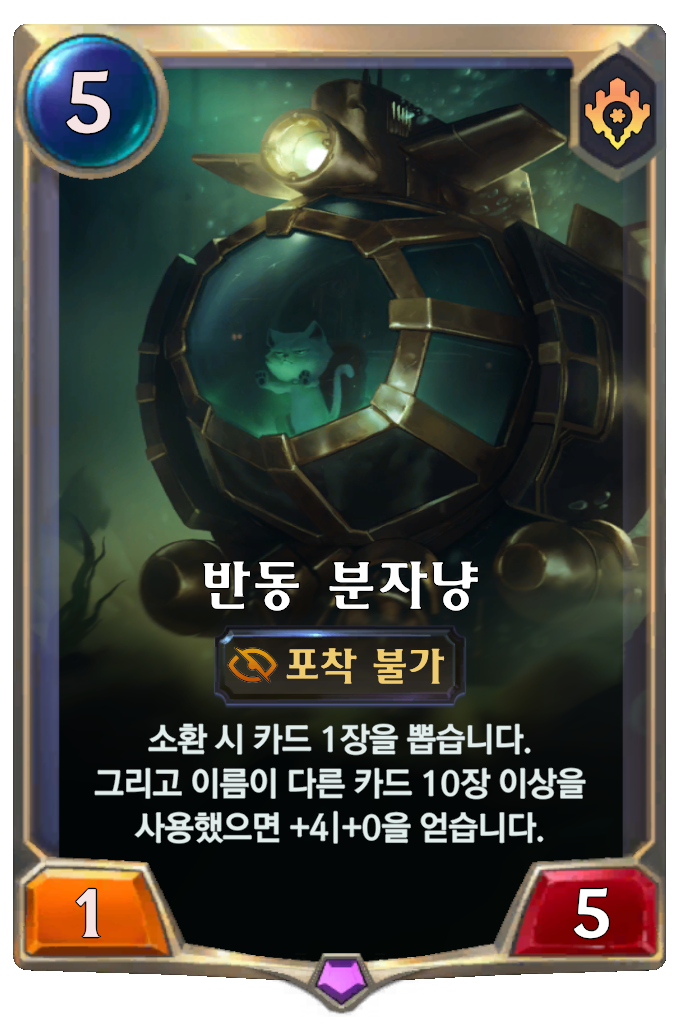 5
반동 분자냥
포착 불가
소환 시 카드 1장을 뽑습니다.
그리고 이름이 다른 카드 10장 이상을
사용했으면 +4|+0을 얻습니다.
1
5